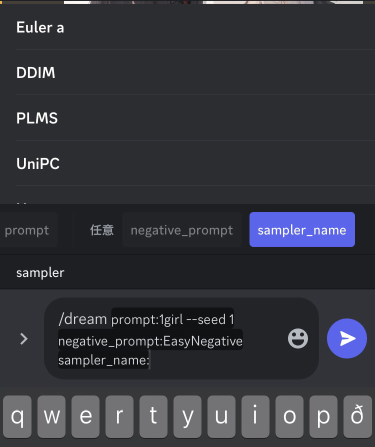 Euler a
DDIM
PLMS
UniPC
prompt 任意 negative_prompt sampler_name
sampler
/dream prompt:1girl --seed 1
negative_prompt:EasyNegative
sampler_name:
q w e r t y u i o p ð